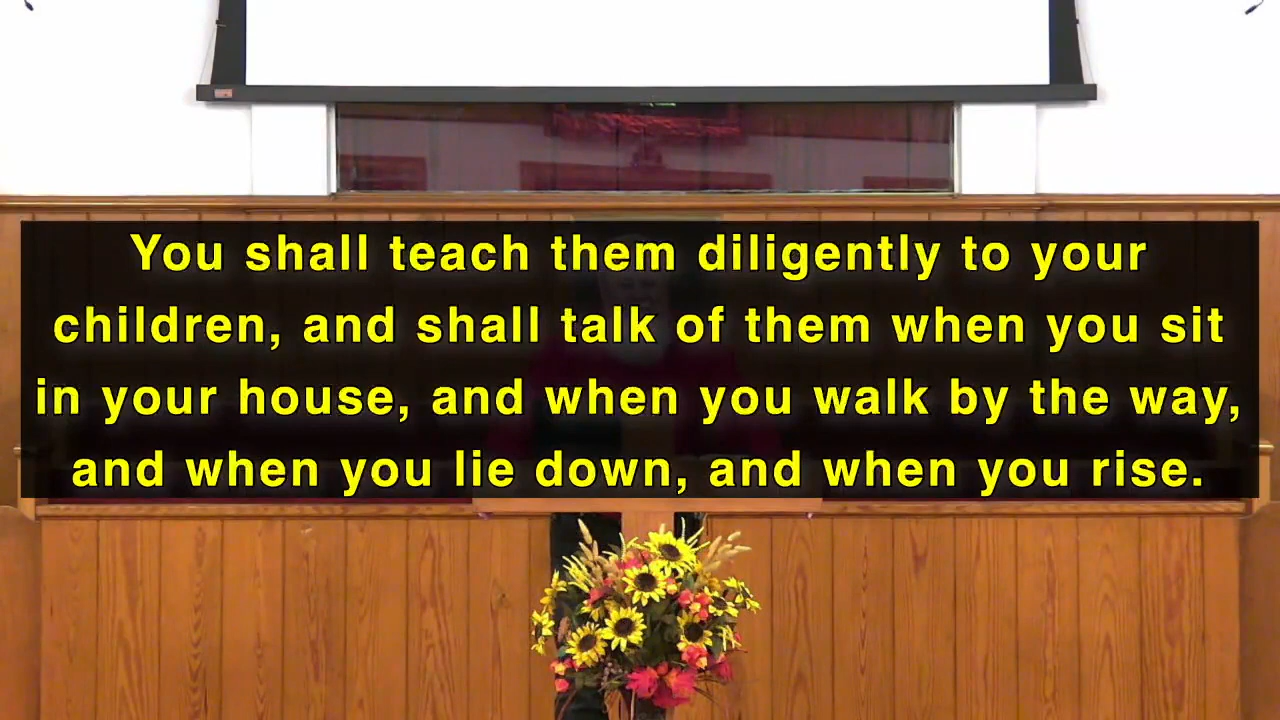 You shall teach them diligently to your
children, and shall talk of them when you sit
in your house, and when you walk by the way,
and when you lie down, and when you rise.